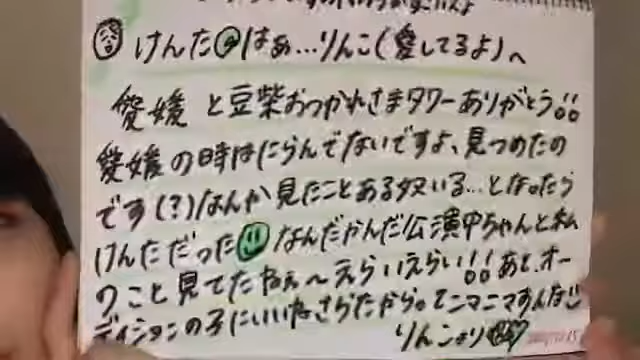 けんたはぁ…りんこ(愛してるよ)へ
愛媛と豆柴おつかれさまタワーありがとう!!
愛媛の時はにらんでないですよ、見つめたの
です(?)なんか見たことある奴いる…となったら
けんただった なんだかんだ公演中ちゃんと私
のこと見てたねぇ〜えらいえらい!!あと、オー
ディションの子にいいねさらたから。てニマニマすんな
りんこより